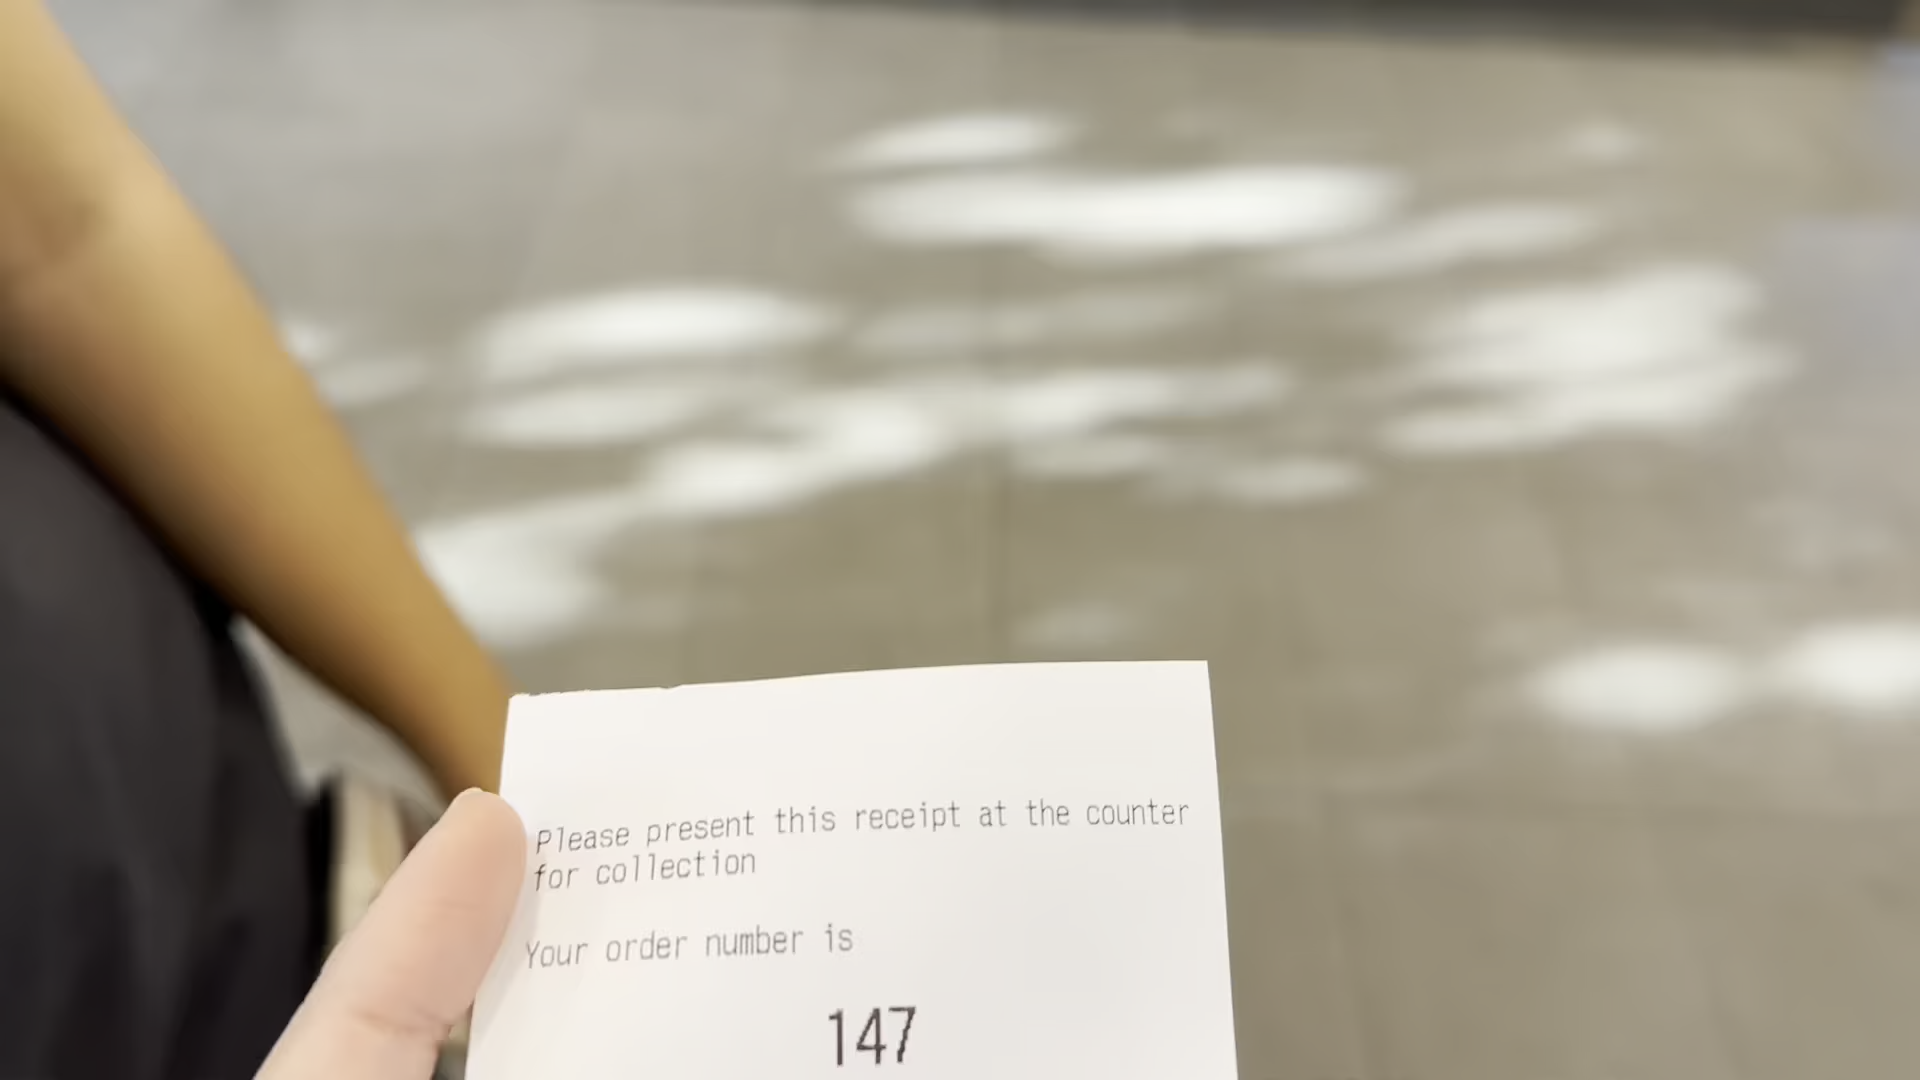 Please present this receipt at the counter
for collection
Your order number is
147